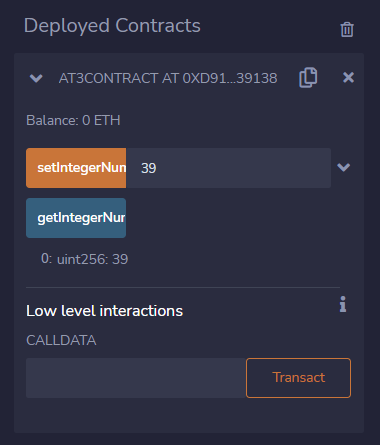 Deployed Contracts
AT3CONTRACT AT 0XD91...39138
Balance: 0 ETH
setIntegerNun 39
getIntegerNur
0: uint256: 39
Low level interactions
i
CALLDATA
Transact